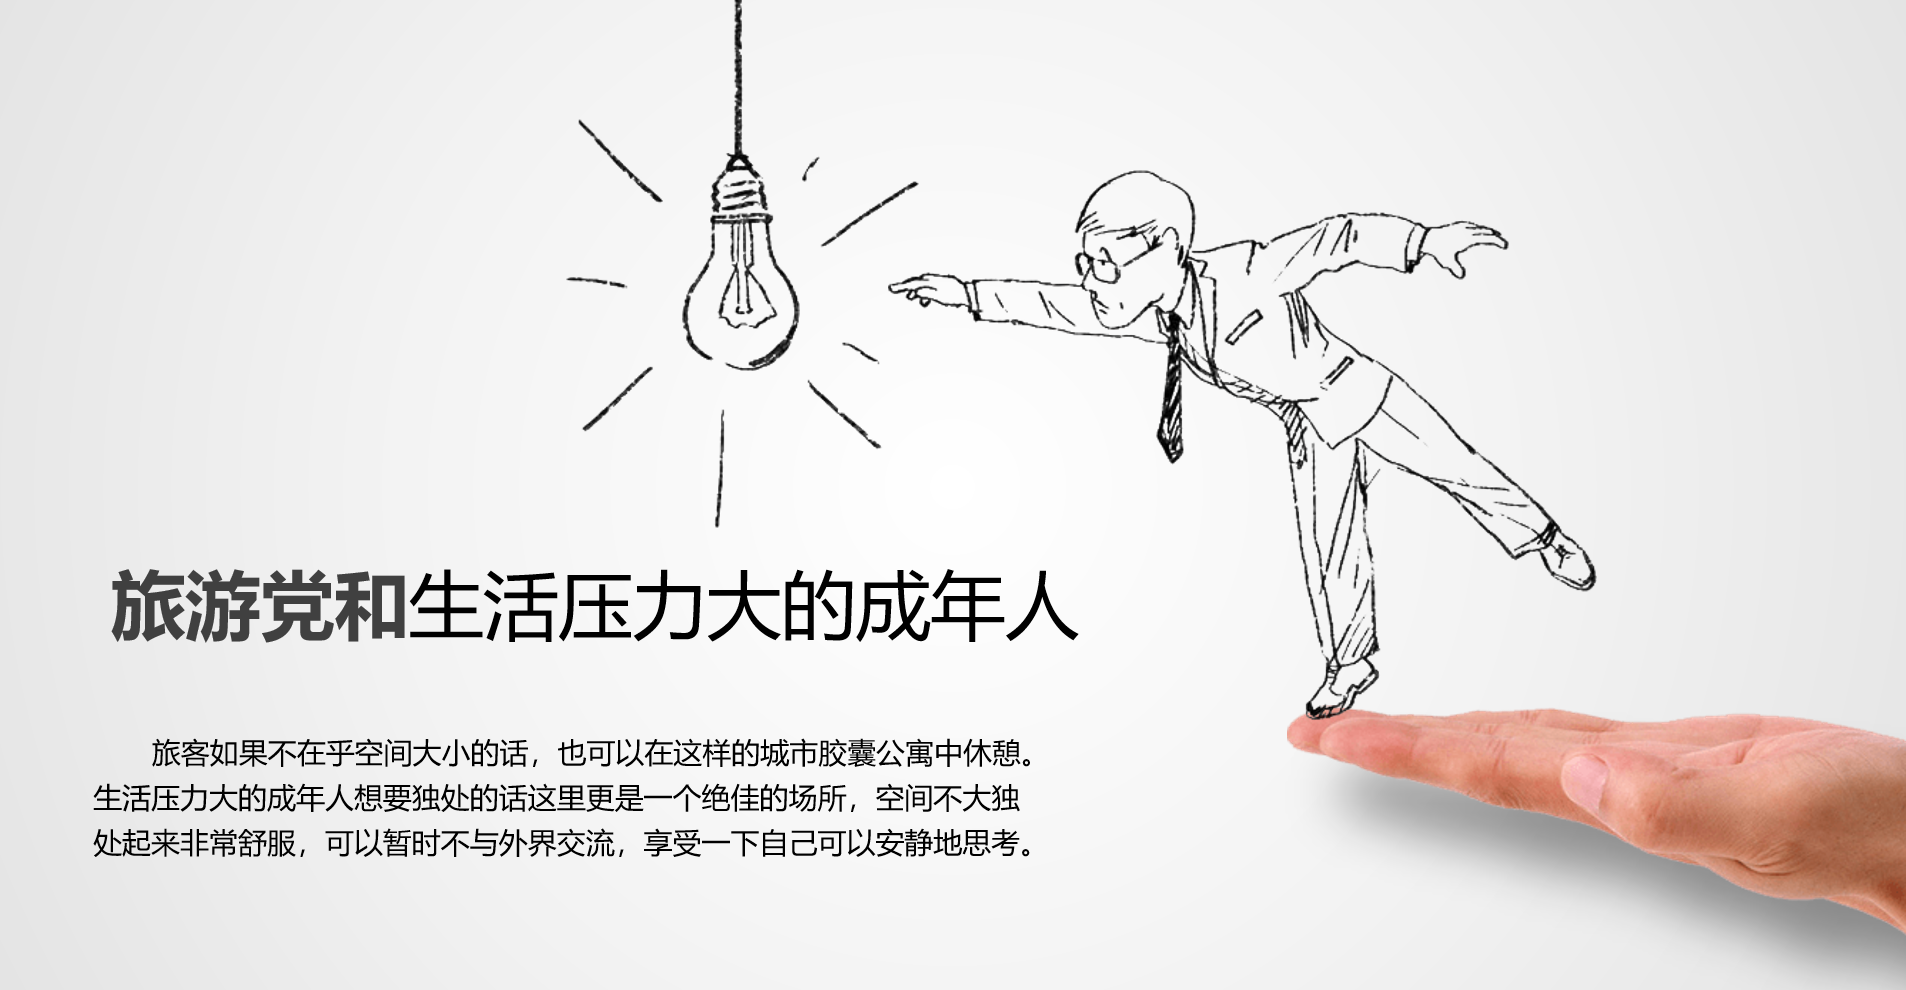 旅游党和生活压力大的成年人
旅客如果不在乎空间大小的话，也可以在这样的城市胶囊公寓中休憩。
生活压力大的成年人想要独处的话这里更是一个绝佳的场所，空间不大独
处起来非常舒服，可以暂时不与外界交流，享受一下自己可以安静地思考。